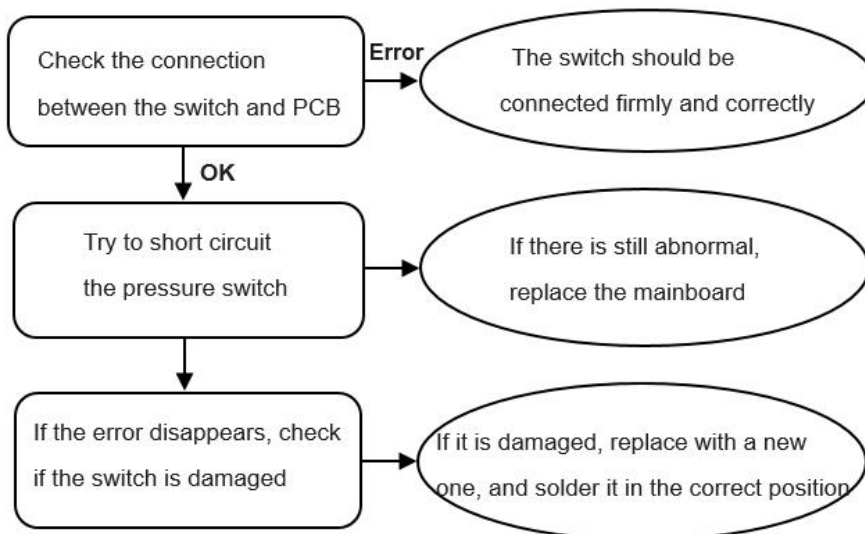 Check the connection
between the switch and PCB
Error
The switch should be
connected firmly and correctly
OK
Try to short circuit
the pressure switch
If there is still abnormal,
replace the mainboard
If the error disappears, check
if the switch is damaged
If it is damaged, replace with a new
one, and solder it in the correct position